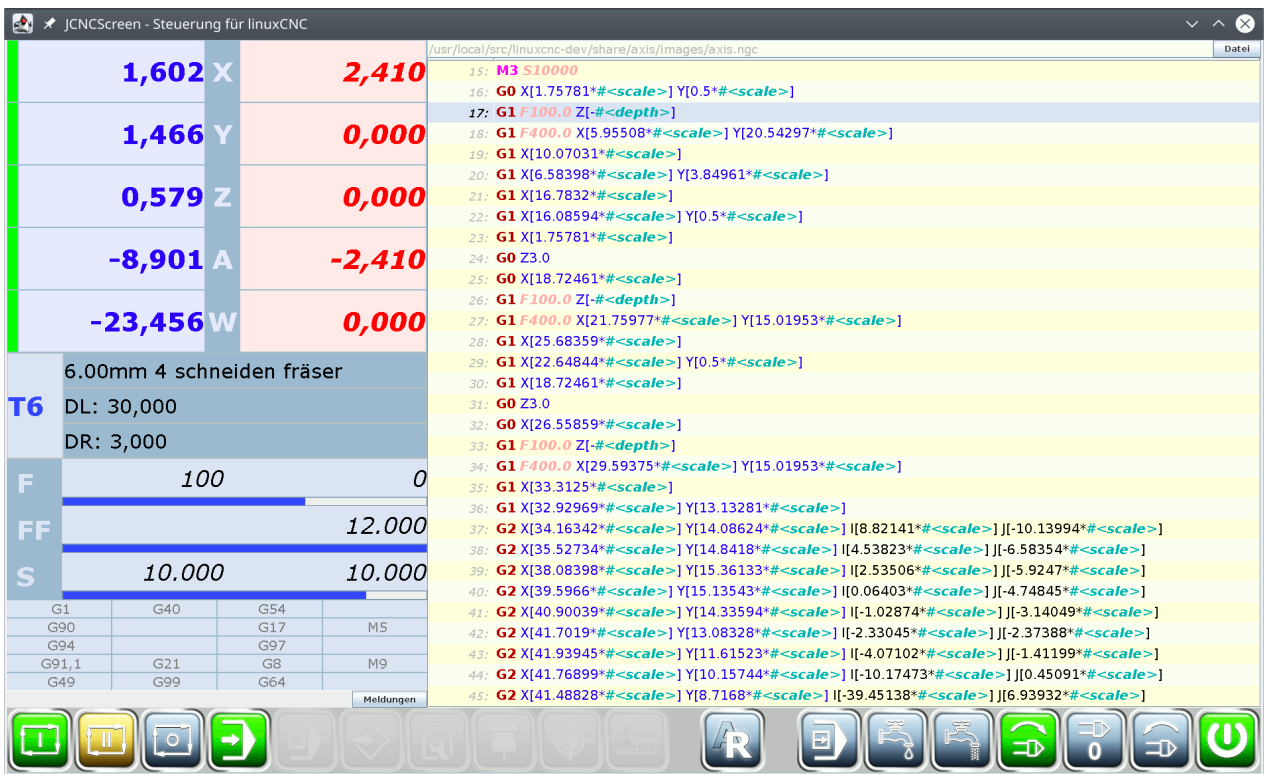 JCNCScreen - Steuerung für linuxCNC
1,602 X 2,410
1,466 Y 0,000
0,579 Z 0,000
-8,901 A -2,410
-23,456 W 0,000
T6
6.00mm 4 schneiden fräser
DL: 30,000
DR: 3,000
F 100 0
FF 12.000
S 10.000 10.000
G1 G40 G54
G90 G17 M5
G94 G97
G91,1 G21 G8 M9
G49 G99 G64
Meldungen
/usr/local/src/linuxcnc-dev/share/axis/images/axis.ngc
Datei
15: M3 S10000
16: G0 X[1.75781*#<scale>] Y[0.5*#<scale>]
17: G1 F100.0 Z[-#<depth>]
18: G1 F400.0 X[5.95508*#<scale>] Y[20.54297*#<scale>]
19: G1 X[10.07031*#<scale>]
20: G1 X[6.58398*#<scale>] Y[3.84961*#<scale>]
21: G1 X[16.7832*#<scale>]
22: G1 X[16.08594*#<scale>] Y[0.5*#<scale>]
23: G1 X[1.75781*#<scale>]
24: G0 Z3.0
25: G0 X[18.72461*#<scale>]
26: G1 F100.0 Z[-#<depth>]
27: G1 F400.0 X[21.75977*#<scale>] Y[15.01953*#<scale>]
28: G1 X[25.68359*#<scale>]
29: G1 X[22.64844*#<scale>] Y[0.5*#<scale>]
30: G1 X[18.72461*#<scale>]
31: G0 Z3.0
32: G0 X[26.55859*#<scale>]
33: G1 F100.0 Z[-#<depth>]
34: G1 F400.0 X[29.59375*#<scale>] Y[15.01953*#<scale>]
35: G1 X[33.3125*#<scale>]
36: G1 X[32.92969*#<scale>] Y[13.13281*#<scale>]
37: G2 X[34.16342*#<scale>] Y[14.08624*#<scale>] I[8.82141*#<scale>] J[-10.13994*#<scale>]
38: G2 X[35.52734*#<scale>] Y[14.8418*#<scale>] I[4.53823*#<scale>] J[-6.58354*#<scale>]
39: G2 X[38.08398*#<scale>] Y[15.36133*#<scale>] I[2.53506*#<scale>] J[-5.9247*#<scale>]
40: G2 X[39.5966*#<scale>] Y[15.13543*#<scale>] I[0.06403*#<scale>] J[-4.74845*#<scale>]
41: G2 X[40.90039*#<scale>] Y[14.33594*#<scale>] I[-1.02874*#<scale>] J[-3.14049*#<scale>]
42: G2 X[41.7019*#<scale>] Y[13.08328*#<scale>] I[-2.33045*#<scale>] J[-2.37388*#<scale>]
43: G2 X[41.93945*#<scale>] Y[11.61523*#<scale>] I[-4.07102*#<scale>] J[-1.41199*#<scale>]
44: G2 X[41.76899*#<scale>] Y[10.15744*#<scale>] I[-10.17473*#<scale>] J[0.45091*#<scale>]
45: G2 X[41.48828*#<scale>] Y[8.7168*#<scale>] I[-39.45138*#<scale>] J[6.93932*#<scale>]
I II O AR 0